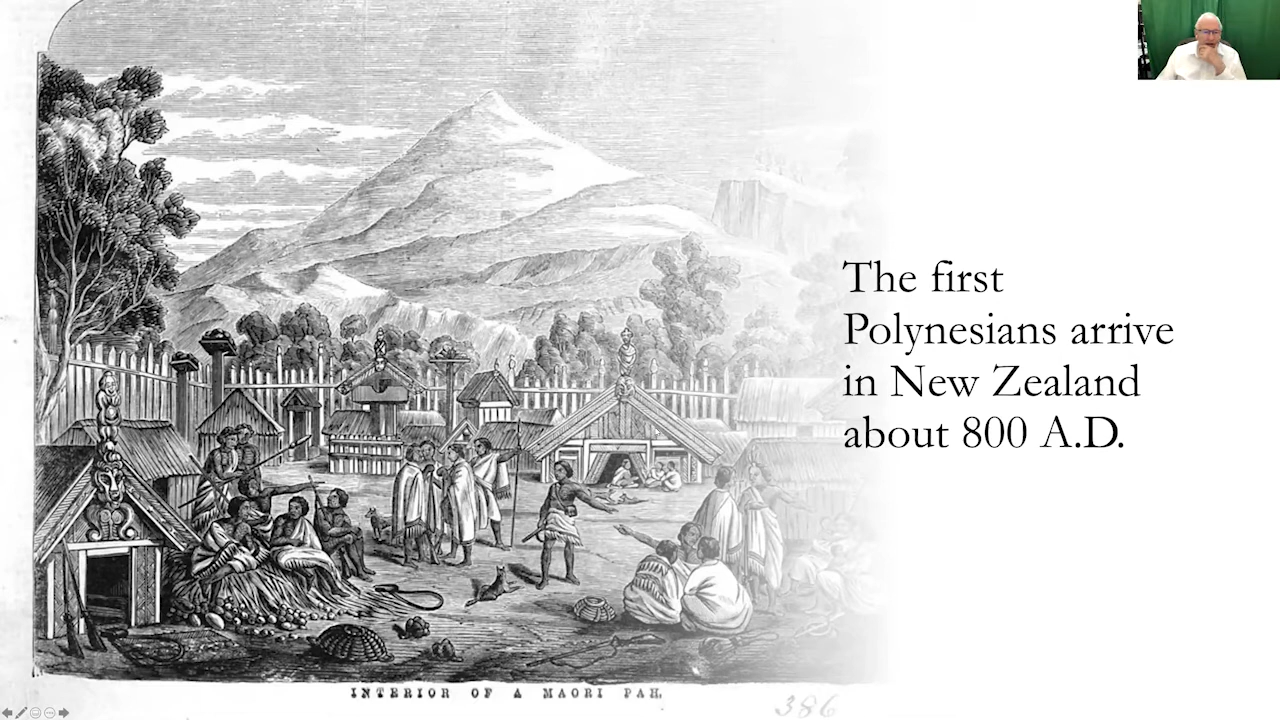 The first
Polynesians arrive
in New Zealand
about 800 A.D.
INTERIOR OF A MAORI PAH.
386